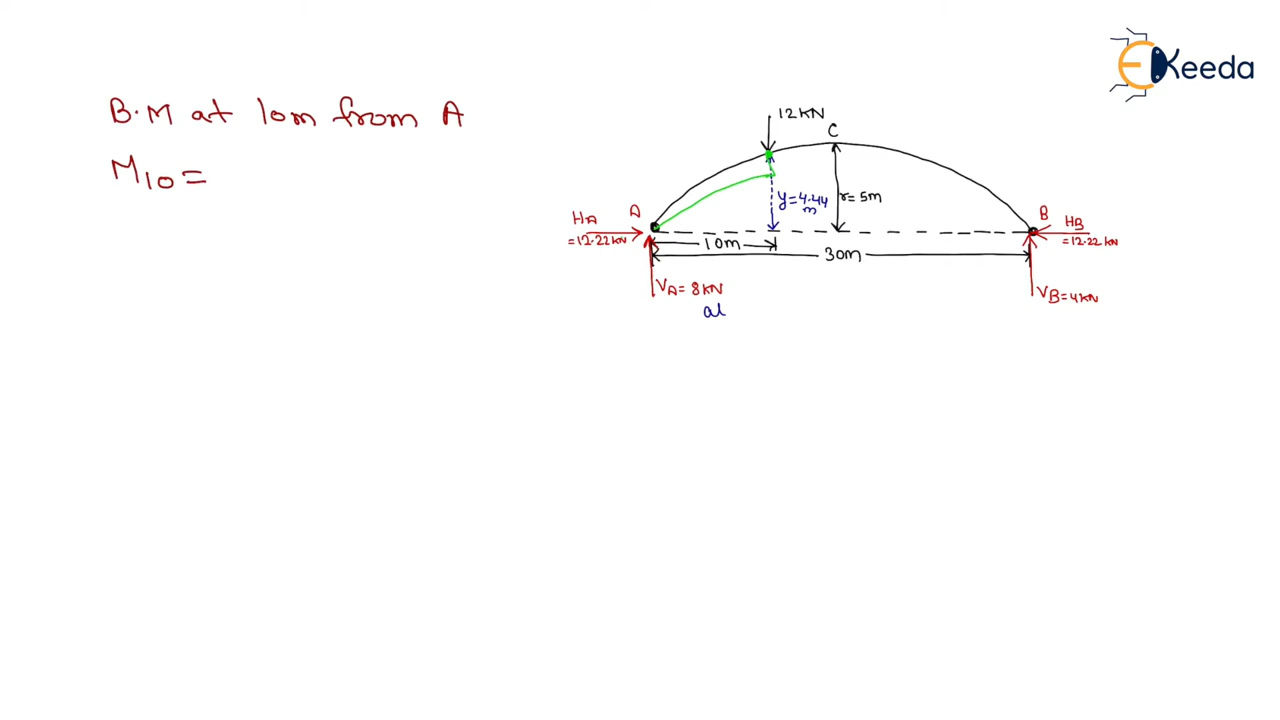 EKeeda
B.M at 10m from A
M10=
12KN
C
y=4.44
m
r=5m
A
HA
=12.22KN
B
HB
=12.22KN
10m
30m
VA=8KN
VB=4KN